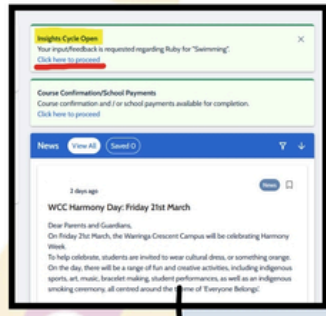 Insights Cycle Open
Your input/feedback is requested regarding Ruby for "Swimming".
Click here to proceed
Course Confirmation/School Payments
Course confirmation and / or school payments available for completion.
Click here to proceed
News View All Saved 0
News
2 days ago
WCC Harmony Day: Friday 21st March
Dear Parents and Guardians,
On Friday 21st March, the Warringa Crescent Campus will be celebrating Harmony
Week.
To help celebrate, students are invited to wear cultural dress, or something orange.
On the day, there will be a range of fun and creative activities, including indigenous
sports, art, music, bracelet making, student performances, as well as an indigenous
smoking ceremony, all centred around the theme of 'Everyone Belongs'.